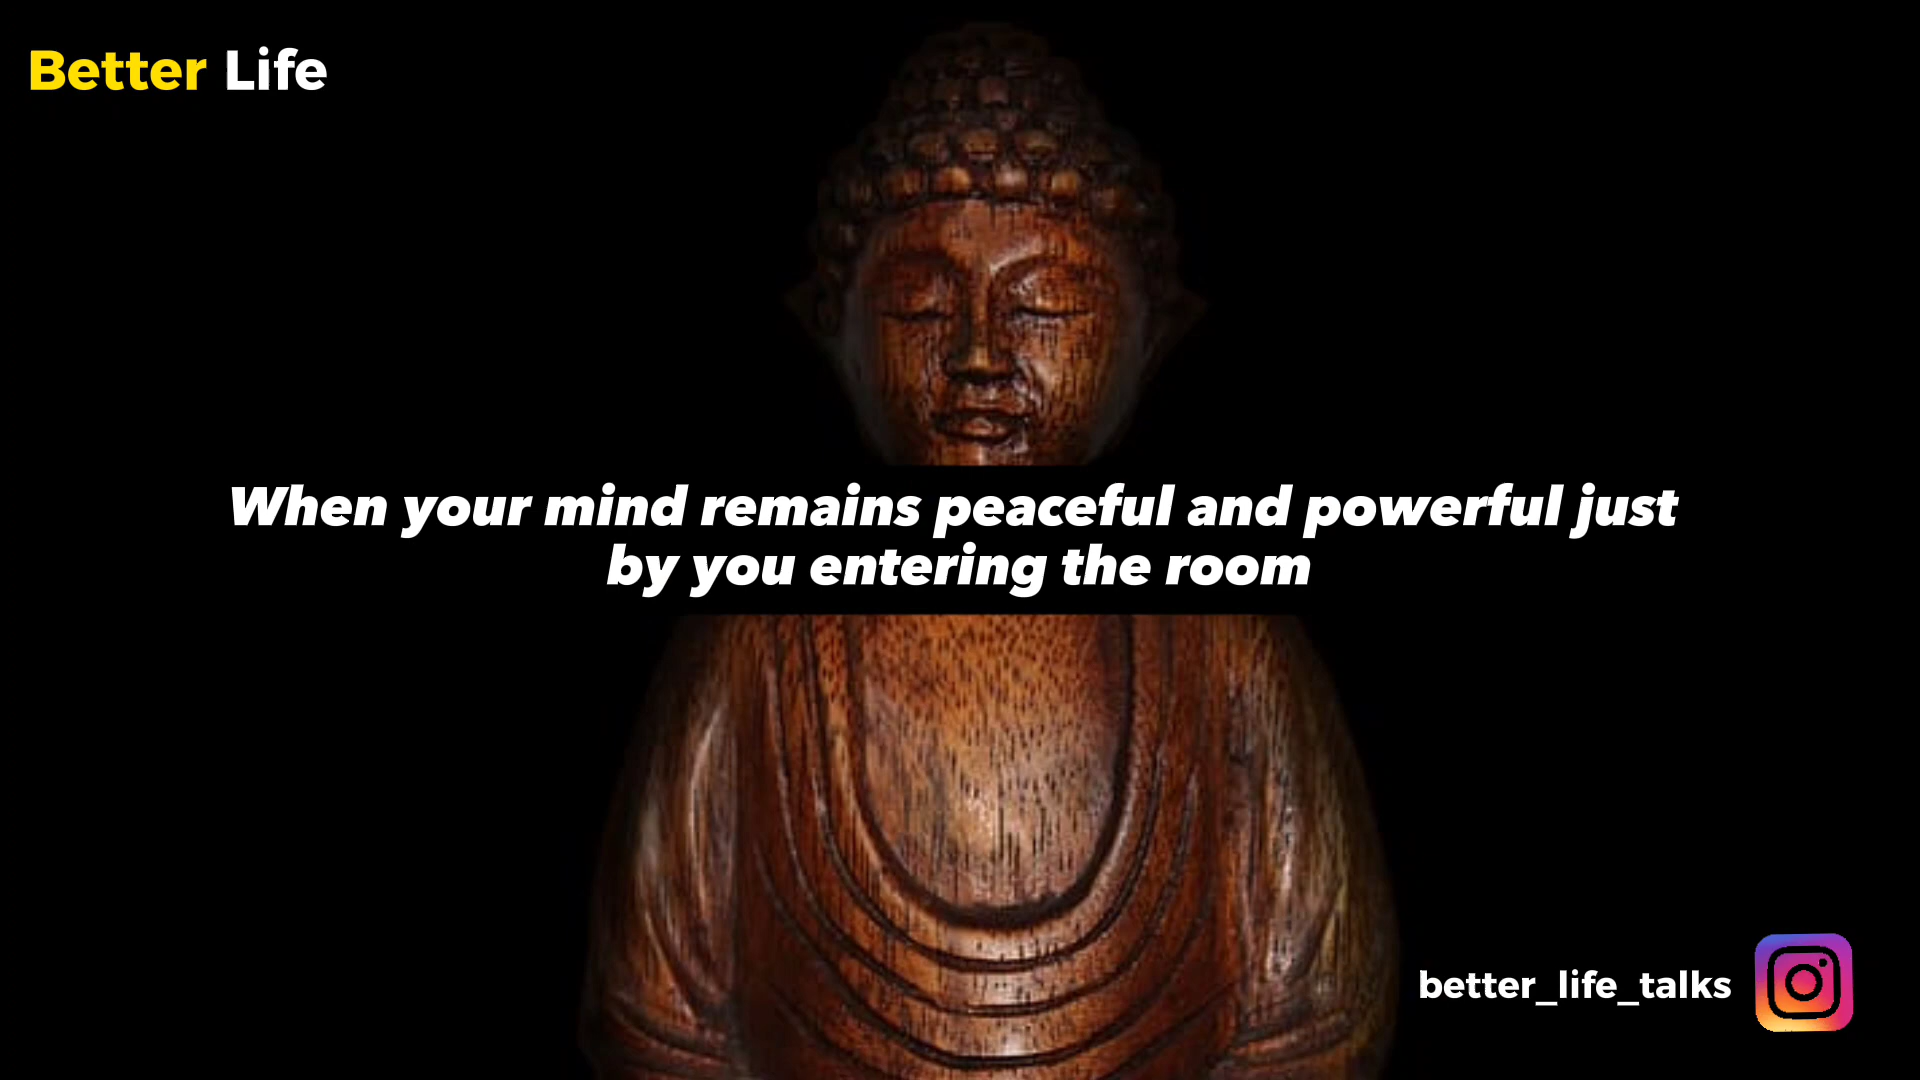 Better Life
When your mind remains peaceful and powerful just
by you entering the room
better_life_talks